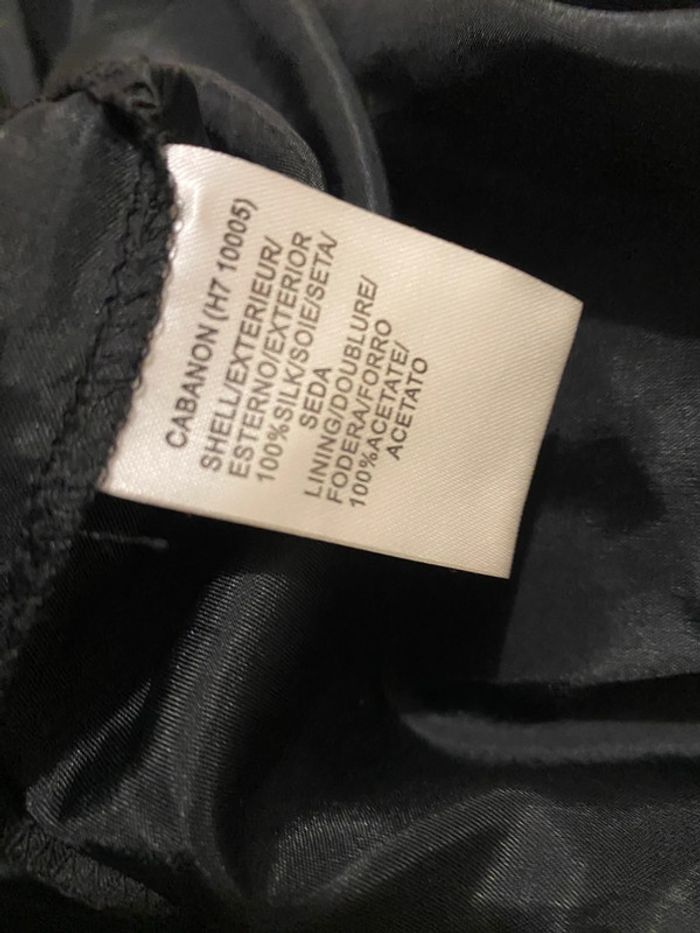 CABANON (H7 10005)
SHELL/EXTERIEUR/
ESTERNO/EXTERIOR
100%SILK/SOIE/SETA/
SEDA
LINING/DOUBLURE/
FODERA/FORRO
100%ACETATE/
ACETATO